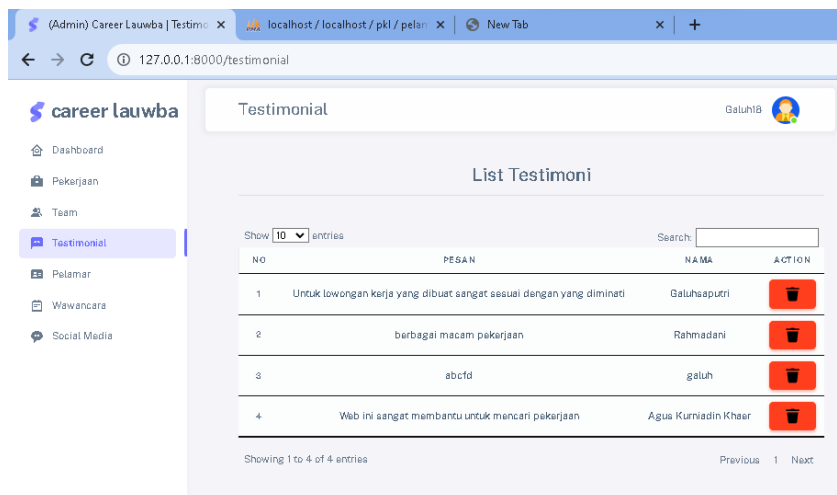 (Admin) Career Lauwba | Testimo
localhost / localhost / pkl / pelan
New Tab
127.0.0.1:8000/testimonial
career lauwba
Testimonial
Galuh18
Dashboard
Pekerjaan
Team
Testimonial
Pelamar
Wawancara
Social Media
List Testimoni
Show 10 entries
Search:
NO PESAN NAMA ACTION
1 Untuk lowongan kerja yang dibuat sangat sesuai dengan yang diminati Galuhsaputri
2 berbagai macam pekerjaan Rahmadani
3 abcfd galuh
4 Web ini sangat membantu untuk mencari pekerjaan Agus Kurniadin Khaer
Showing 1 to 4 of 4 entries
Previous 1 Next